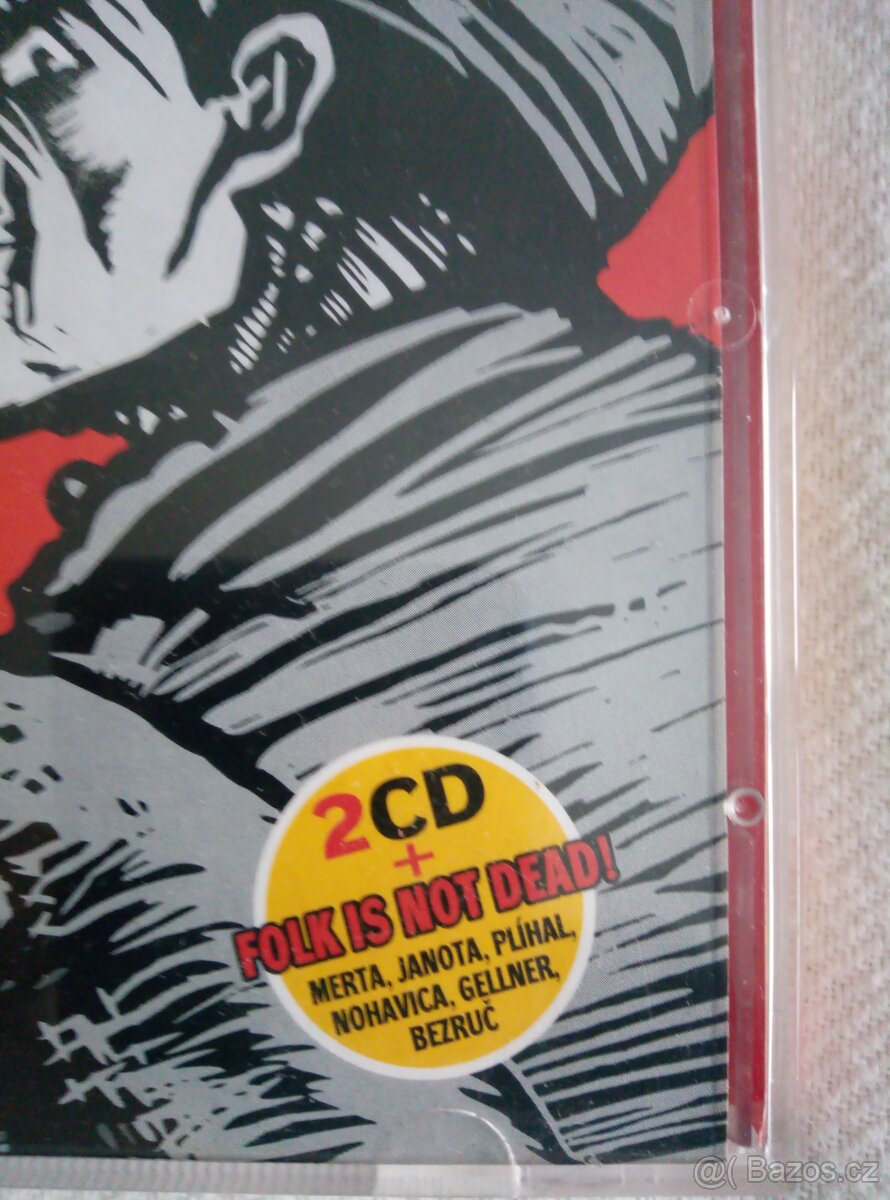 2CD
+
FOLK IS NOT DEAD!
MERTA, JANOTA, PLÍHAL,
NOHAVICA, GELLNER,
BEZRUČ
@( Bazos.cz